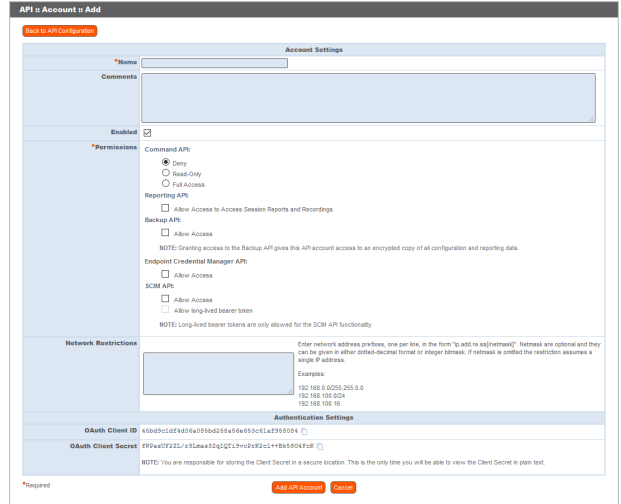 API :: Account :: Add
Back to API Configuration
Account Settings
*Name
Comments
Enabled
*Permissions
Command API:
Deny
Read-Only
Full Access
Reporting API:
Allow Access to Access Session Reports and Recordings
Backup API:
Allow Access
NOTE: Granting access to the Backup API gives this API account access to an encrypted copy of all configuration and reporting data.
Endpoint Credential Manager API:
Allow Access
SCIM API:
Allow Access
Allow long-lived bearer token
NOTE: Long-lived bearer tokens are only allowed for the SCIM API functionality.
Network Restrictions
Enter network address prefixes, one per line, in the form "ip.add.re.ss[/netmask]". Netmask are optional and they
can be given in either dotted-decimal format or integer bitmask. If netmask is omitted the restriction assumes a
single IP address.
Examples:
192.168.0.0/255.255.0.0
192.168.100.0/24
192.168.100.16
Authentication Settings
OAuth Client ID
OAuth Client Secret
NOTE: You are responsible for storing the Client Secret in a secure location. This is the only time you will be able to view the Client Secret in plain text.
*Required
Add API Account Cancel